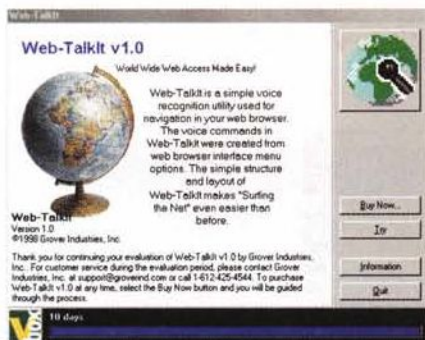 Web-TalkIt
Web-TalkIt v1.0
World Wide Web Access Made Easy!
Web-TalkIt is a simple voice
recognition utility used for
navigation in your web browser.
The voice commands in
Web-TalkIt were created from
web browser interface menu
options. The simple structure
and layout of
Web-TalkIt makes "Surfing
the Net" even easier than
before.
Web-TalkIt
Version 1.0
©1998 Grover Industries, Inc.
Thank you for continuing your evaluation of Web-TalkIt v1.0 by Grover Industries,
Inc. For customer service during the evaluation period, please contact Grover
Industries, Inc. at support@groverind.com or call 1-612-425-4544. To purchase
Web-TalkIt v1.0 at any time, select the Buy Now button and you will be guided
through the process.
Buy Now...
Try
Information
Quit
10 days